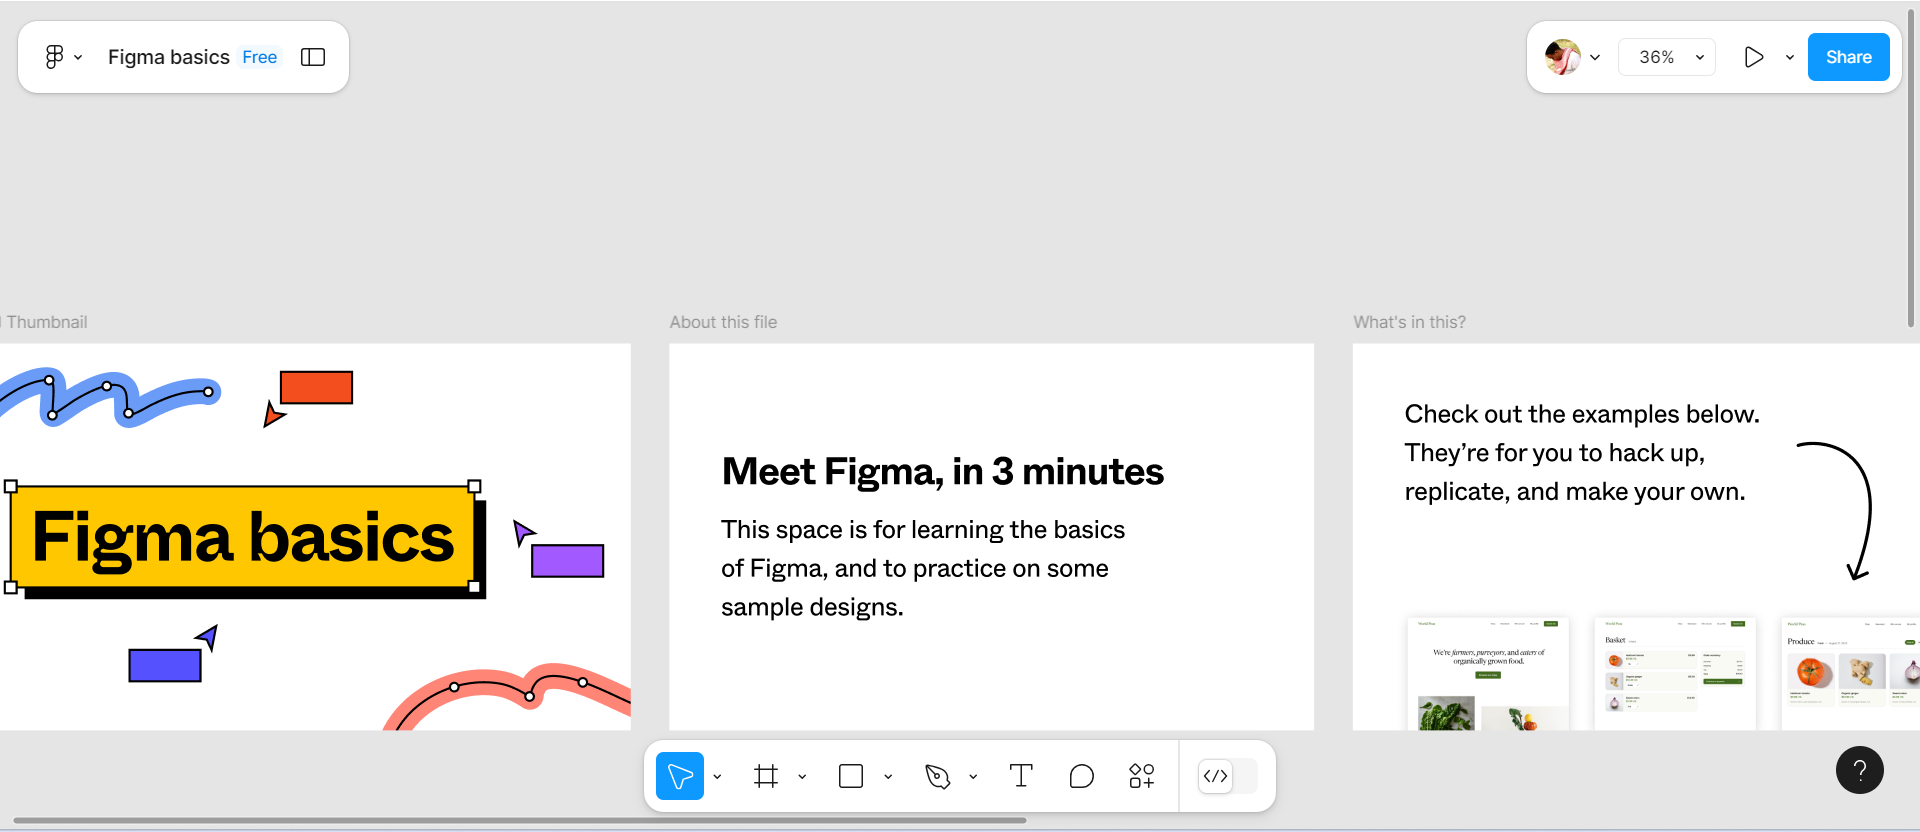 Figma basics Free
36%
Share
Thumbnail
About this file
What's in this?
Figma basics
Meet Figma, in 3 minutes
This space is for learning the basics
of Figma, and to practice on some
sample designs.
Check out the examples below.
They’re for you to hack up,
replicate, and make your own.
We're farmers, purveyors, and eaters of
organically grown food.
Basket
Produce
T
</>
?